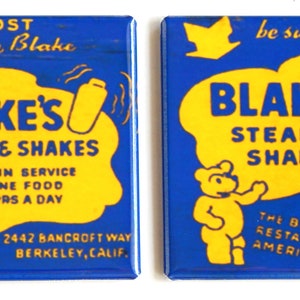 OST
Blake
KE'S
& SHAKES
IN SERVICE
NE FOOD
RS A DAY
2442 BANCROFT WAY
BERKELEY, CALIF.
be su
BLA
STEA
SHA
THE B
RESTA
AMERI